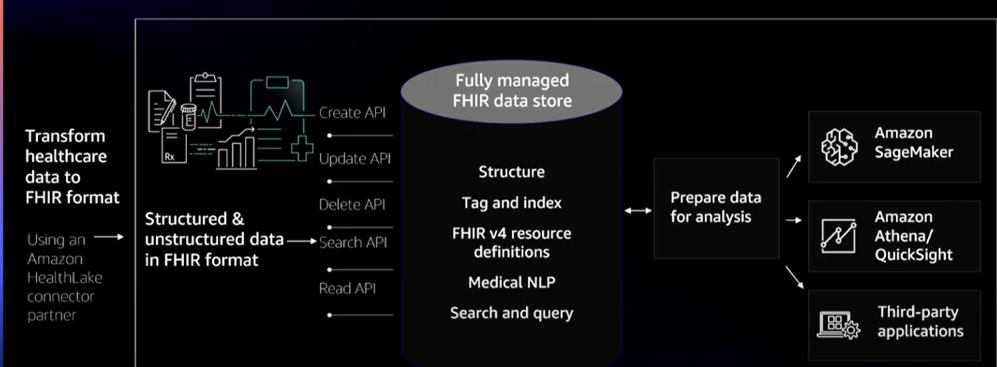 Transform
healthcare
data to
FHIR format
Using an
Amazon
HealthLake
connector
partner
Rx
Structured &
unstructured data
in FHIR format
Create API
Update API
Delete API
Search API
Read API
Fully managed
FHIR data store
Structure
Tag and index
FHIR v4 resource
definitions
Medical NLP
Search and query
Prepare data
for analysis
Amazon
SageMaker
Amazon
Athena/
QuickSight
Third-party
applications